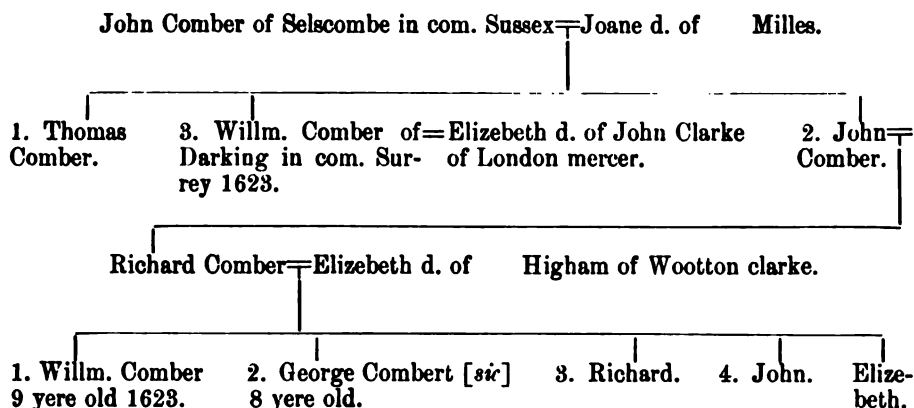 John Comber of Selscombe in com. Sussex=Joane d. of Milles.
1. Thomas Comber.
3. Willm. Comber of=Elizebeth d. of John Clarke
Darking in com. Sur- of London mercer.
rey 1623.
2. John=
Comber.
Richard Comber=Elizebeth d. of Higham of Wootton clarke.
1. Willm. Comber
9 yere old 1623.
2. George Combert [sic]
8 yere old.
3. Richard.
4. John.
Elize-
beth.